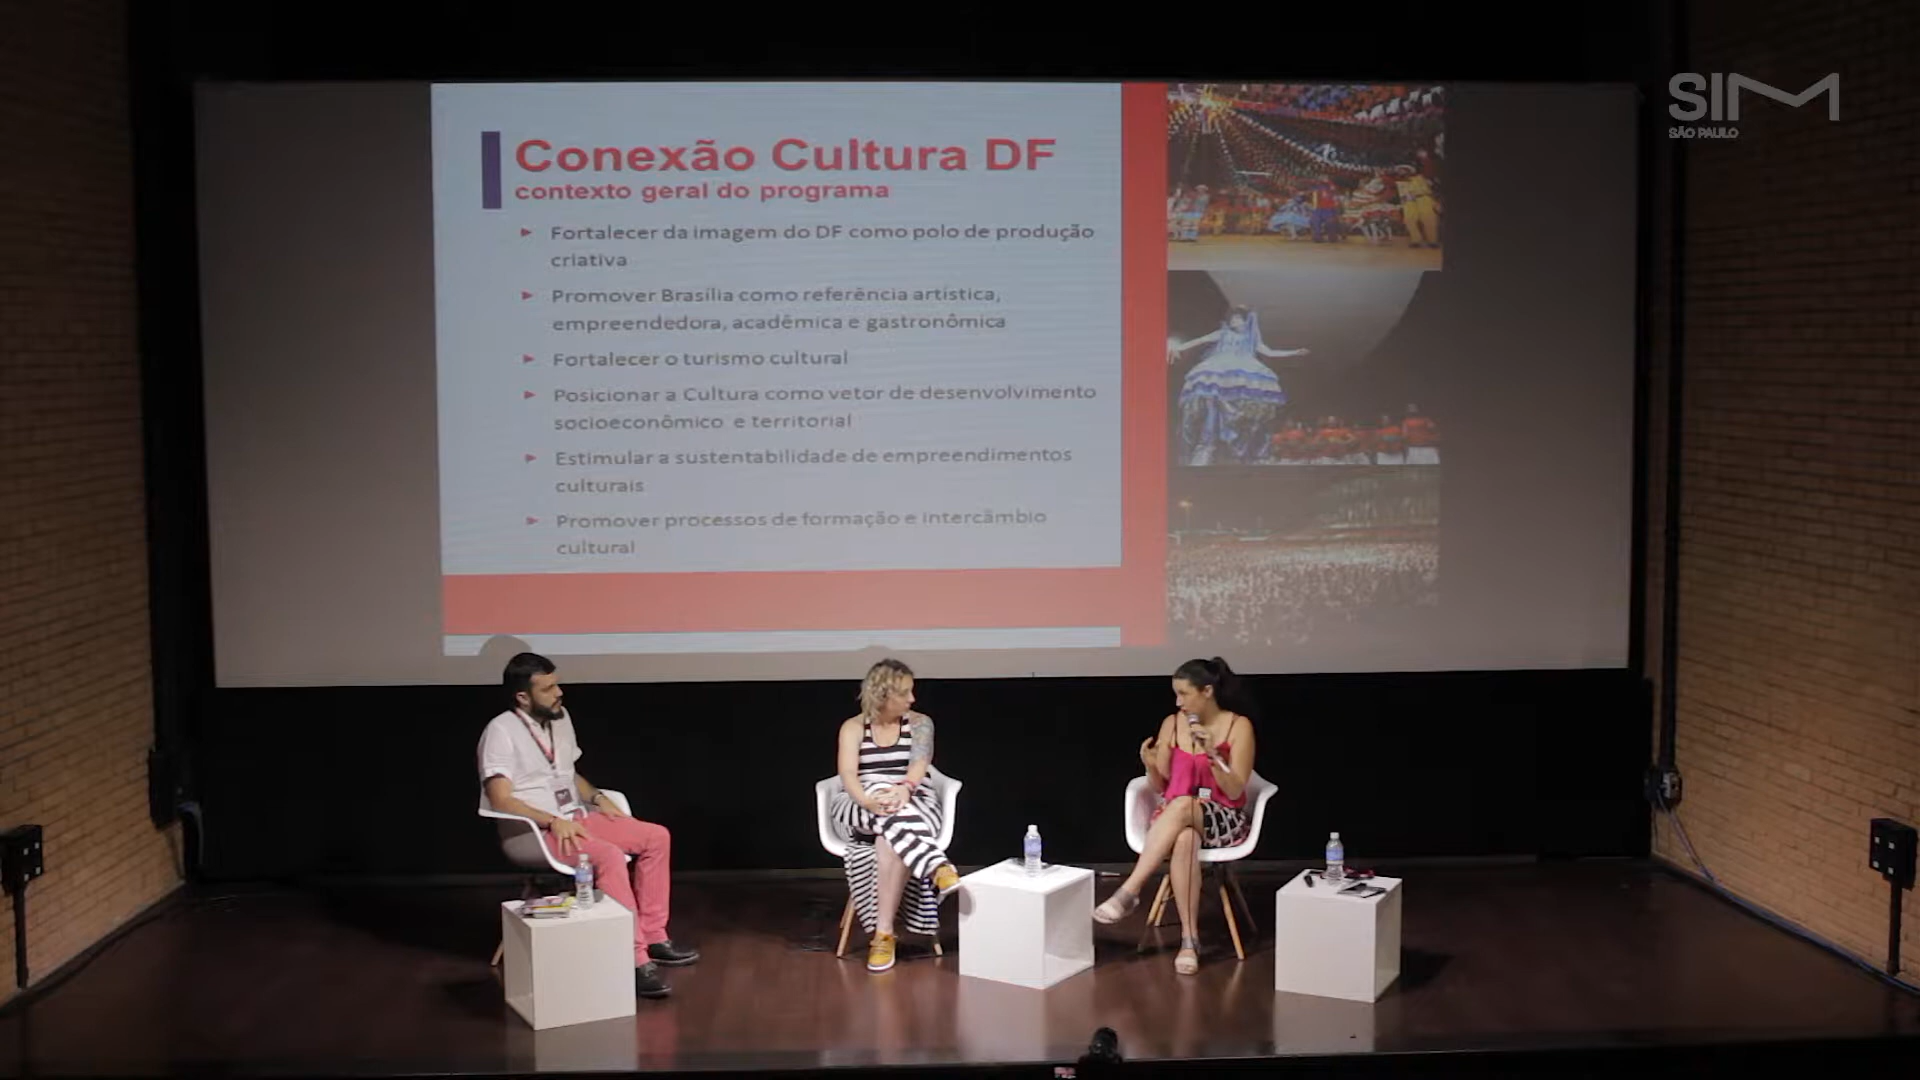 SIM
SÃO PAULO
Conexão Cultura DF
contexto geral do programa
Fortalecer da imagem do DF como polo de produção
criativa
Promover Brasília como referência artística,
empreendedora, acadêmica e gastronômica
Fortalecer o turismo cultural
Posicionar a Cultura como vetor de desenvolvimento
socioeconômico e territorial
Estimular a sustentabilidade de empreendimentos
culturais
Promover processos de formação e intercâmbio
cultural